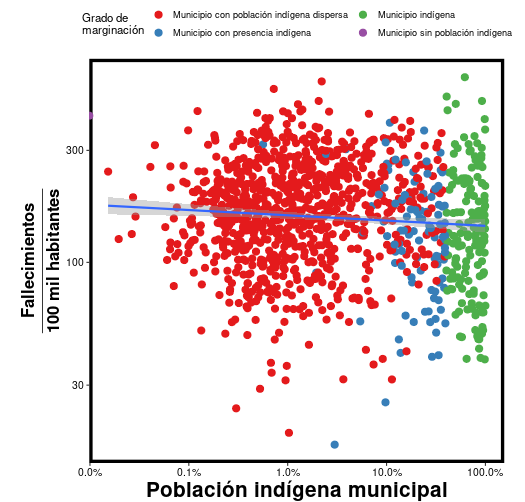 Grado de
marginación
Municipio con población indígena dispersa
Municipio con presencia indígena
Municipio indígena
Municipio sin población indígena
Fallecimientos
100 mil habitantes
300
100
30
0.0%
0.1%
1.0%
10.0%
100.0%
Población indígena municipal